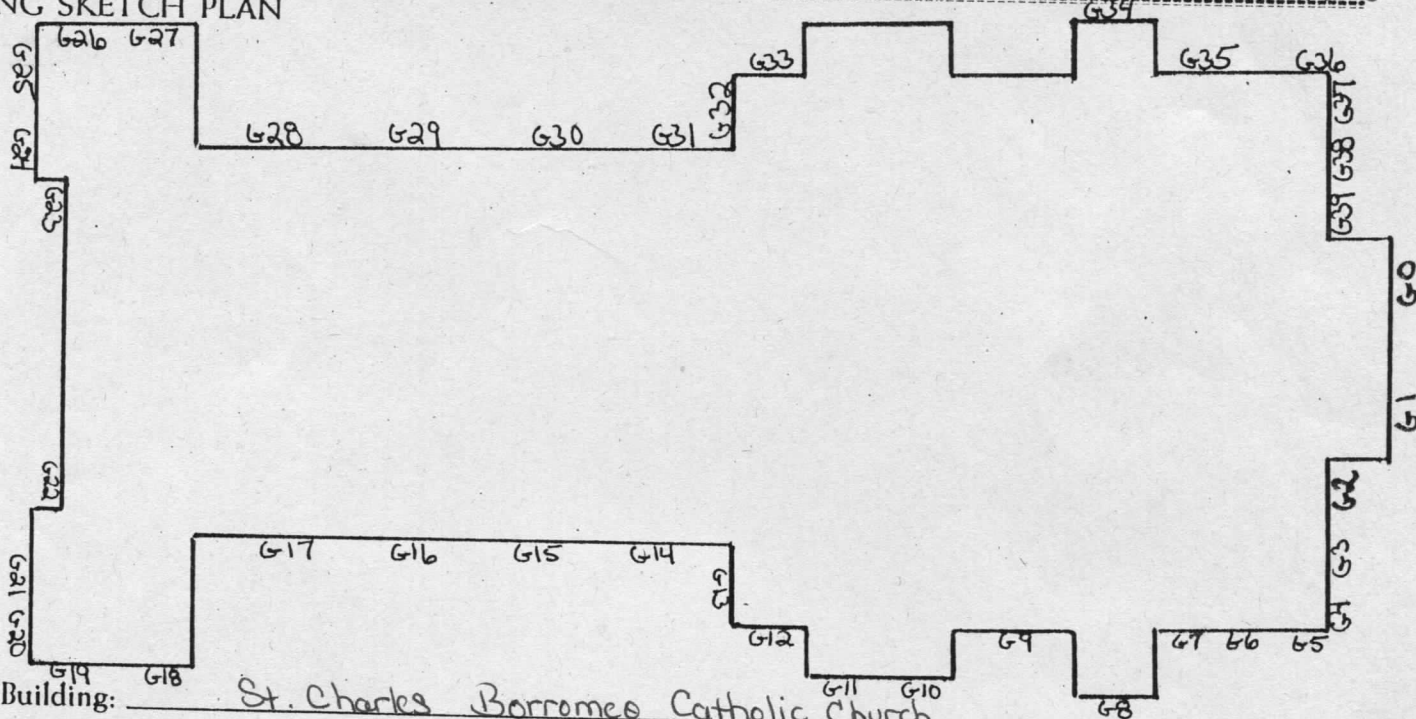 NG SKETCH PLAN
G34
G26 G27
G33
G35 G36
G25
G24
G23
G32
G37
G38
G39
G28 G29 G30 G31
G0
G1
G22
G2
G3
G4
G21
G20
G17 G16 G15 G14
G13
G12
G9
G7 G6 G5
G19 G18
G11 G10
G8
Building: St. Charles Borromeo Catholic Church